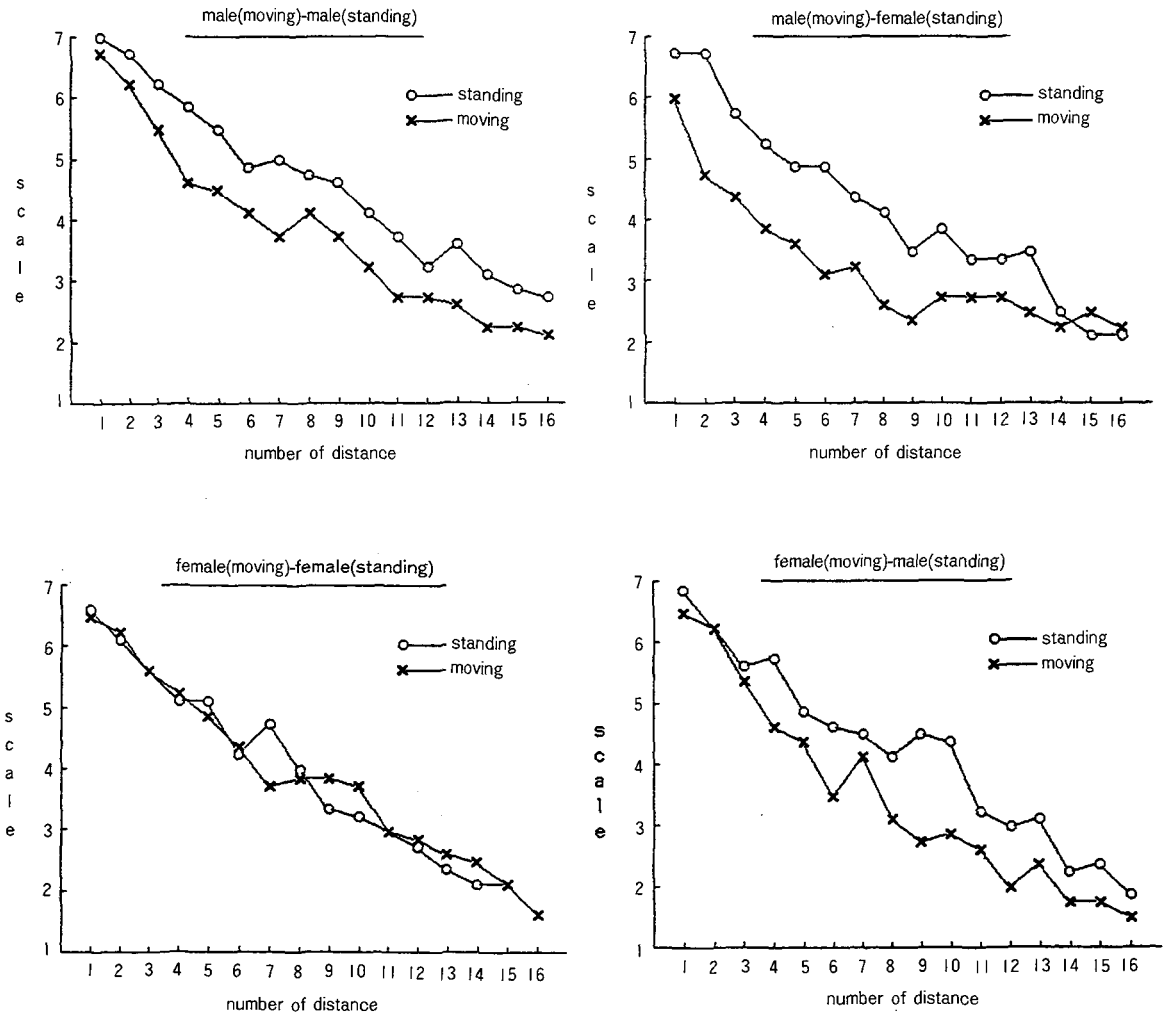 male(moving)-male(standing)
7
6
5
4
3
2
1
scale
standing
moving
1 2 3 4 5 6 7 8 9 10 11 12 13 14 15 16
number of distance
male(moving)-female(standing)
7
6
5
4
3
2
1
scale
standing
moving
1 2 3 4 5 6 7 8 9 10 11 12 13 14 15 16
number of distance
female(moving)-female(standing)
7
6
5
4
3
2
1
scale
standing
moving
1 2 3 4 5 6 7 8 9 10 11 12 13 14 15 16
number of distance
female(moving)-male(standing)
7
6
5
4
3
2
1
scale
standing
moving
1 2 3 4 5 6 7 8 9 10 11 12 13 14 15 16
number of distance